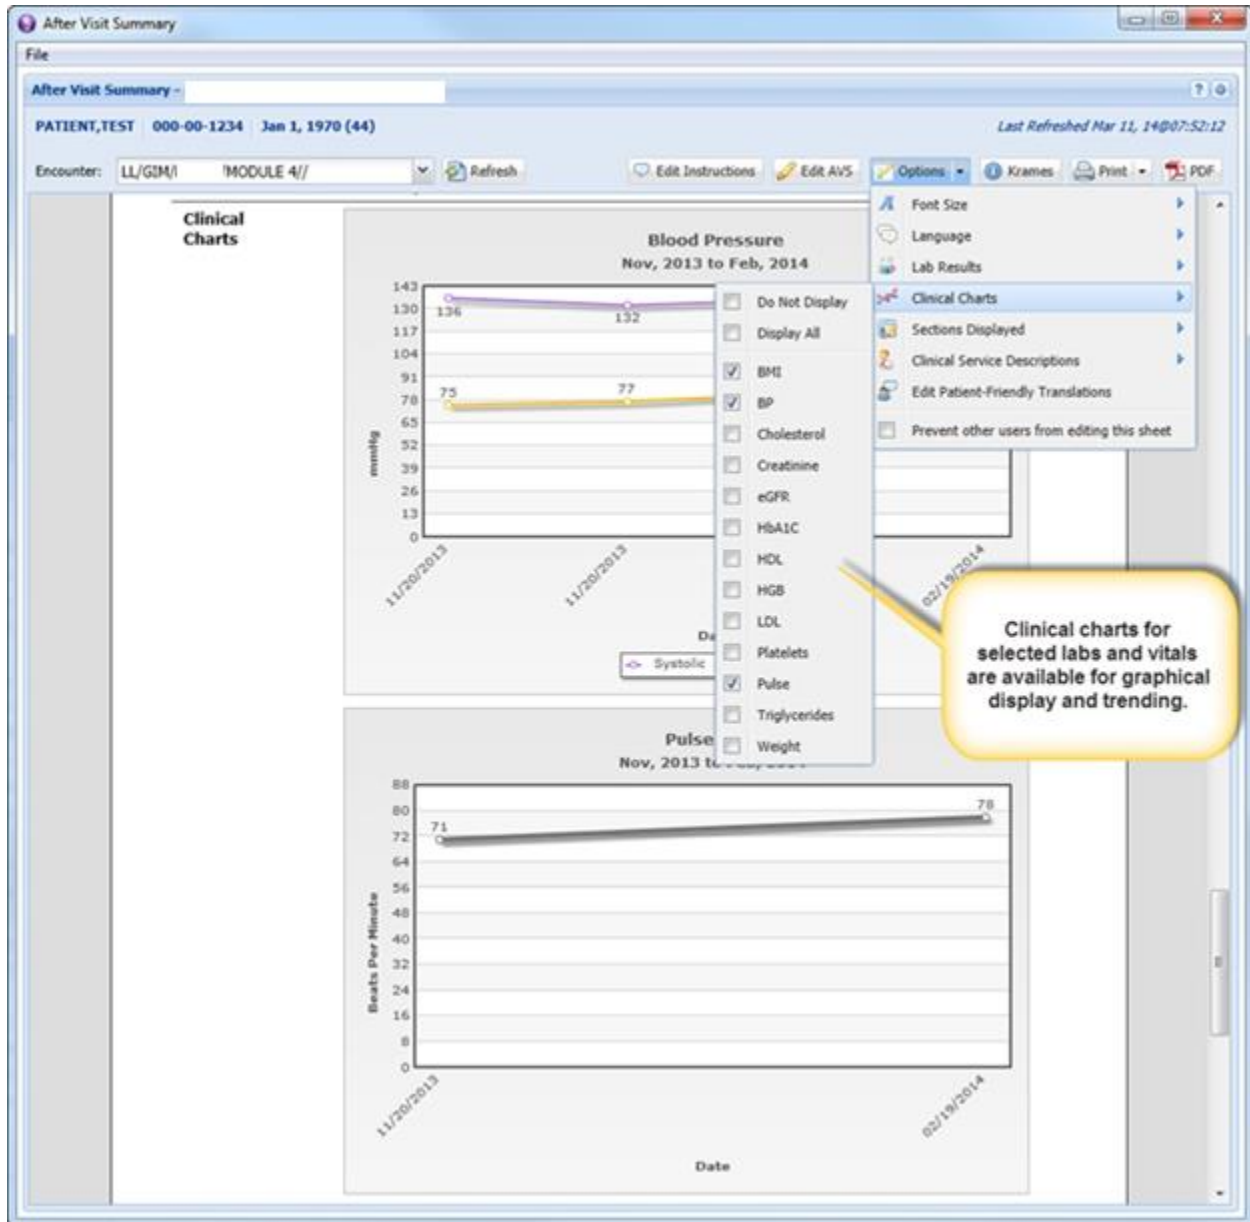 After Visit Summary
File
After Visit Summary -
PATIENT,TEST 000-00-1234 Jan 1, 1970 (44) Last Refreshed Mar 11, 14@07:52:12
Encounter: LL/GIM/I 'MODULE 4// Refresh Edit Instructions Edit AVS Options Krames Print PDF
Font Size
Language
Lab Results
Clinical Charts
Sections Displayed
Clinical Service Descriptions
Edit Patient-Friendly Translations
Prevent other users from editing this sheet
Do Not Display
Display All
BMI
BP
Cholesterol
Creatinine
eGFR
HbA1C
HDL
HGB
LDL
Platelets
Pulse
Triglycerides
Weight
Clinical
Charts
Blood Pressure
Nov, 2013 to Feb, 2014
143
130
117
104
91
78
65
52
39
26
13
0
mmHg
136
132
75
77
11/20/2013
11/20/2013
02/19/2014
Systolic
Clinical charts for
selected labs and vitals
are available for graphical
display and trending.
Pulse
Nov, 2013 to
88
80
72
64
56
48
40
32
24
16
8
0
Beats Per Minute
71
78
11/20/2013
02/19/2014
Date